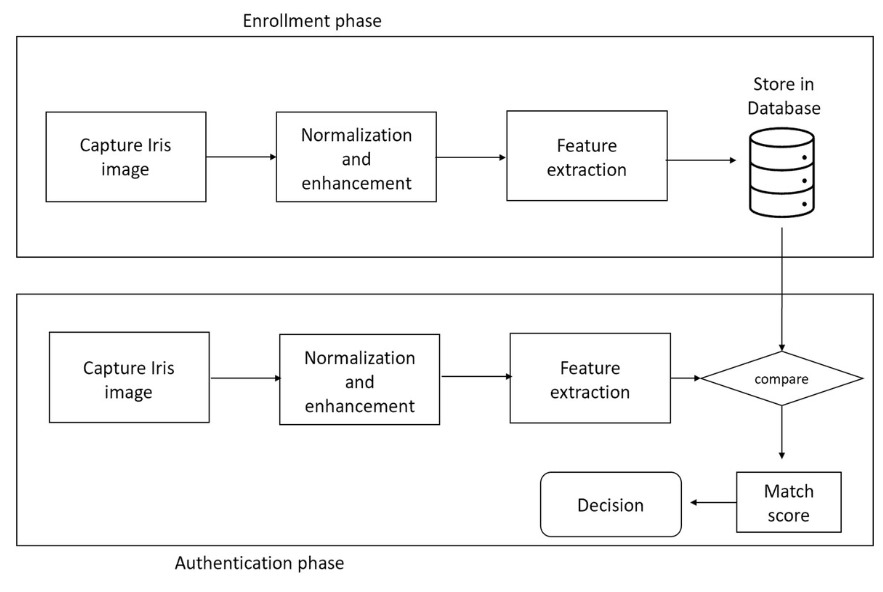 Enrollment phase
Store in
Database
Capture Iris
image
Normalization
and
enhancement
Feature
extraction
Capture Iris
image
Normalization
and
enhancement
Feature
extraction
compare
Match
score
Decision
Authentication phase